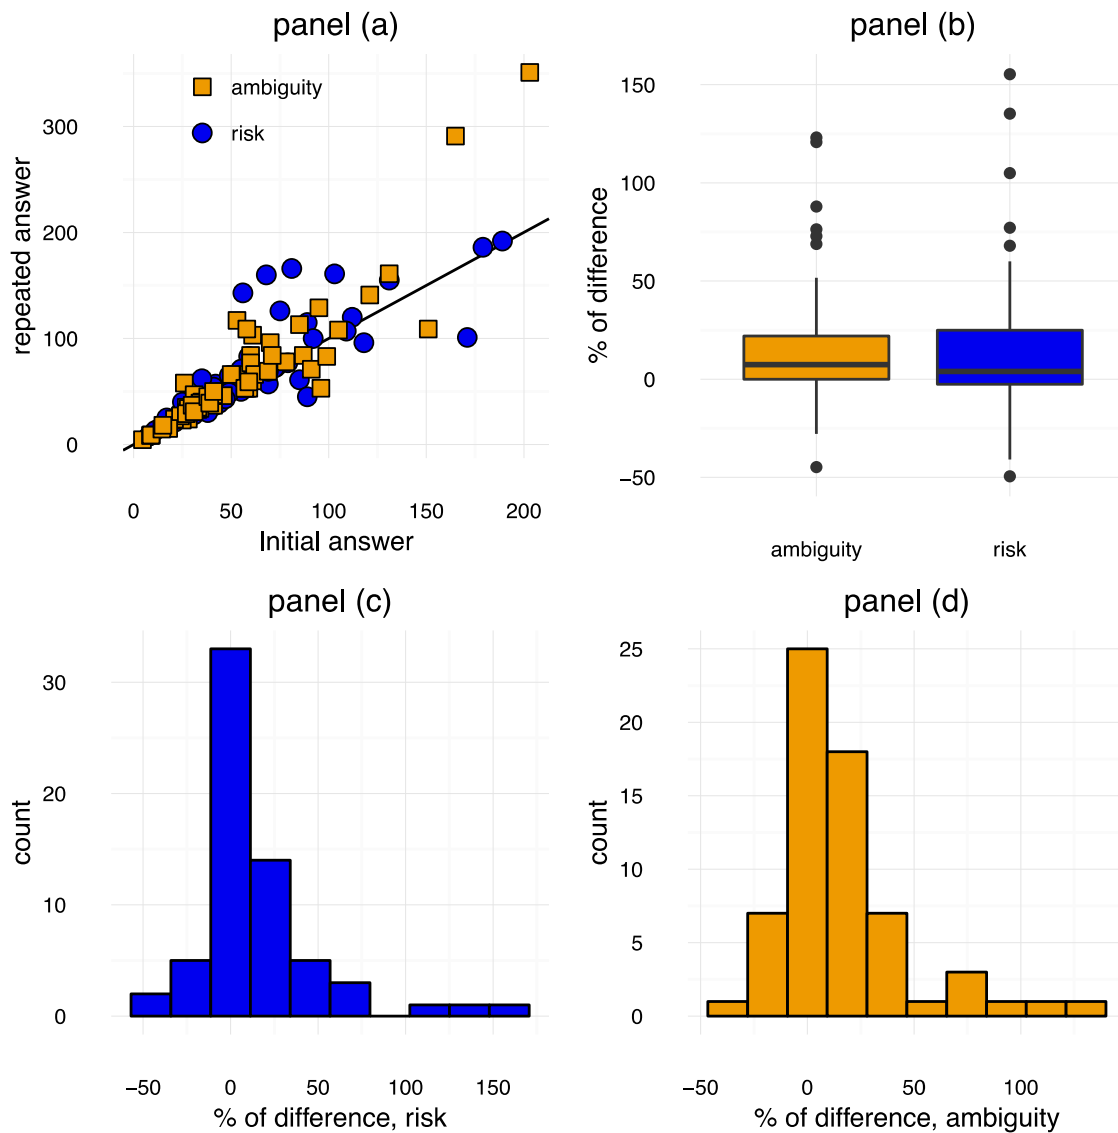 panel (a)
ambiguity
risk
repeated answer
300
200
100
0
0 50 100 150 200
Initial answer
panel (b)
% of difference
150
100
50
0
−50
ambiguity risk
panel (c)
count
30
20
10
0
−50 0 50 100 150
% of difference, risk
panel (d)
count
25
20
15
10
5
0
−50 0 50 100
% of difference, ambiguity